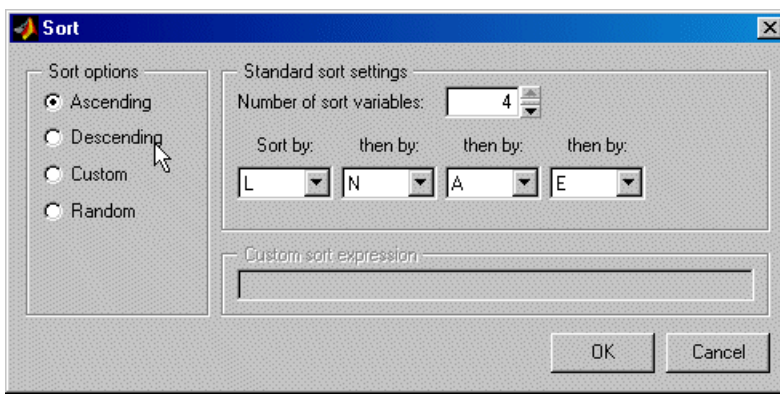 Sort
Sort options
Ascending
Descending
Custom
Random
Standard sort settings
Number of sort variables: 4
Sort by: then by: then by: then by:
L N A E
Custom sort expression
OK Cancel